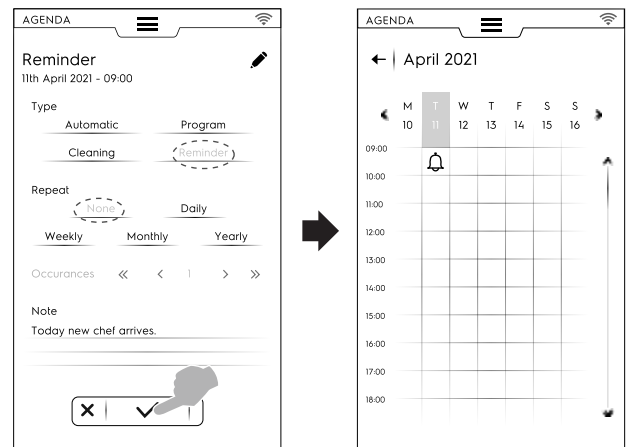 AGENDA
Reminder
11th April 2021 - 09:00
Type
Automatic Program
Cleaning Reminder
Repeat
None Daily
Weekly Monthly Yearly
Occurances « < 1 > »
Note
Today new chef arrives.
AGENDA
April 2021
M T W T F S S
10 11 12 13 14 15 16
09:00
10:00
11:00
12:00
13:00
14:00
15:00
16:00
17:00
18:00